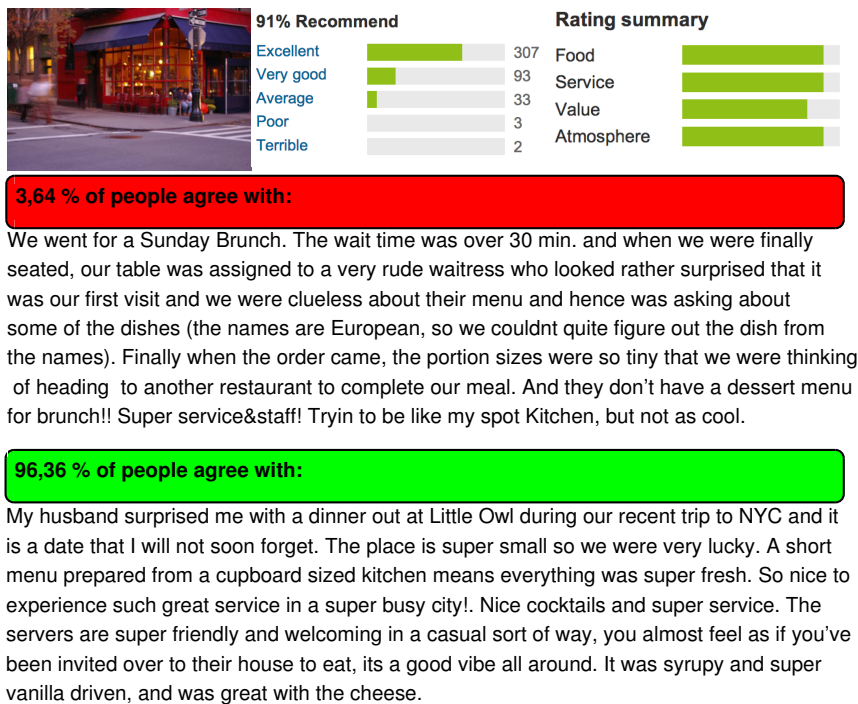 91% Recommend
Excellent 307
Very good 93
Average 33
Poor 3
Terrible 2
Rating summary
Food
Service
Value
Atmosphere
3,64 % of people agree with:
We went for a Sunday Brunch. The wait time was over 30 min. and when we were finally
seated, our table was assigned to a very rude waitress who looked rather surprised that it
was our first visit and we were clueless about their menu and hence was asking about
some of the dishes (the names are European, so we couldnt quite figure out the dish from
the names). Finally when the order came, the portion sizes were so tiny that we were thinking
of heading to another restaurant to complete our meal. And they don't have a dessert menu
for brunch!! Super service&staff! Tryin to be like my spot Kitchen, but not as cool.
96,36 % of people agree with:
My husband surprised me with a dinner out at Little Owl during our recent trip to NYC and it
is a date that I will not soon forget. The place is super small so we were very lucky. A short
menu prepared from a cupboard sized kitchen means everything was super fresh. So nice to
experience such great service in a super busy city!. Nice cocktails and super service. The
servers are super friendly and welcoming in a casual sort of way, you almost feel as if you've
been invited over to their house to eat, its a good vibe all around. It was syrupy and super
vanilla driven, and was great with the cheese.